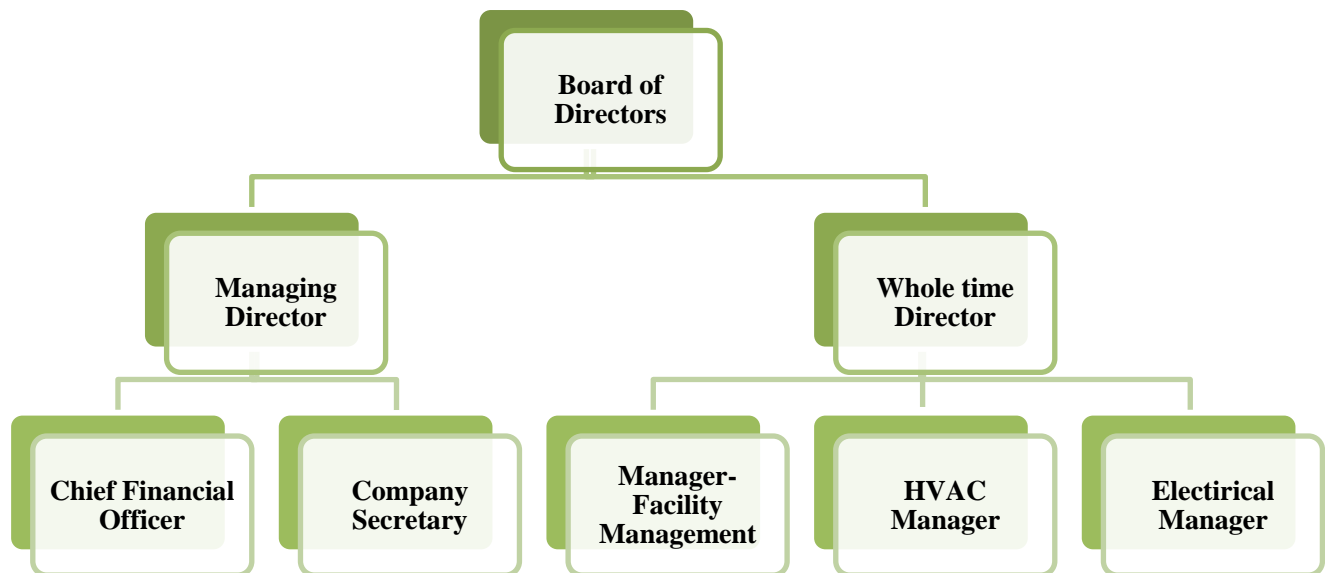 Board of
Directors
Managing
Director
Whole time
Director
Chief Financial
Officer
Company
Secretary
Manager-
Facility
Management
HVAC
Manager
Electirical
Manager